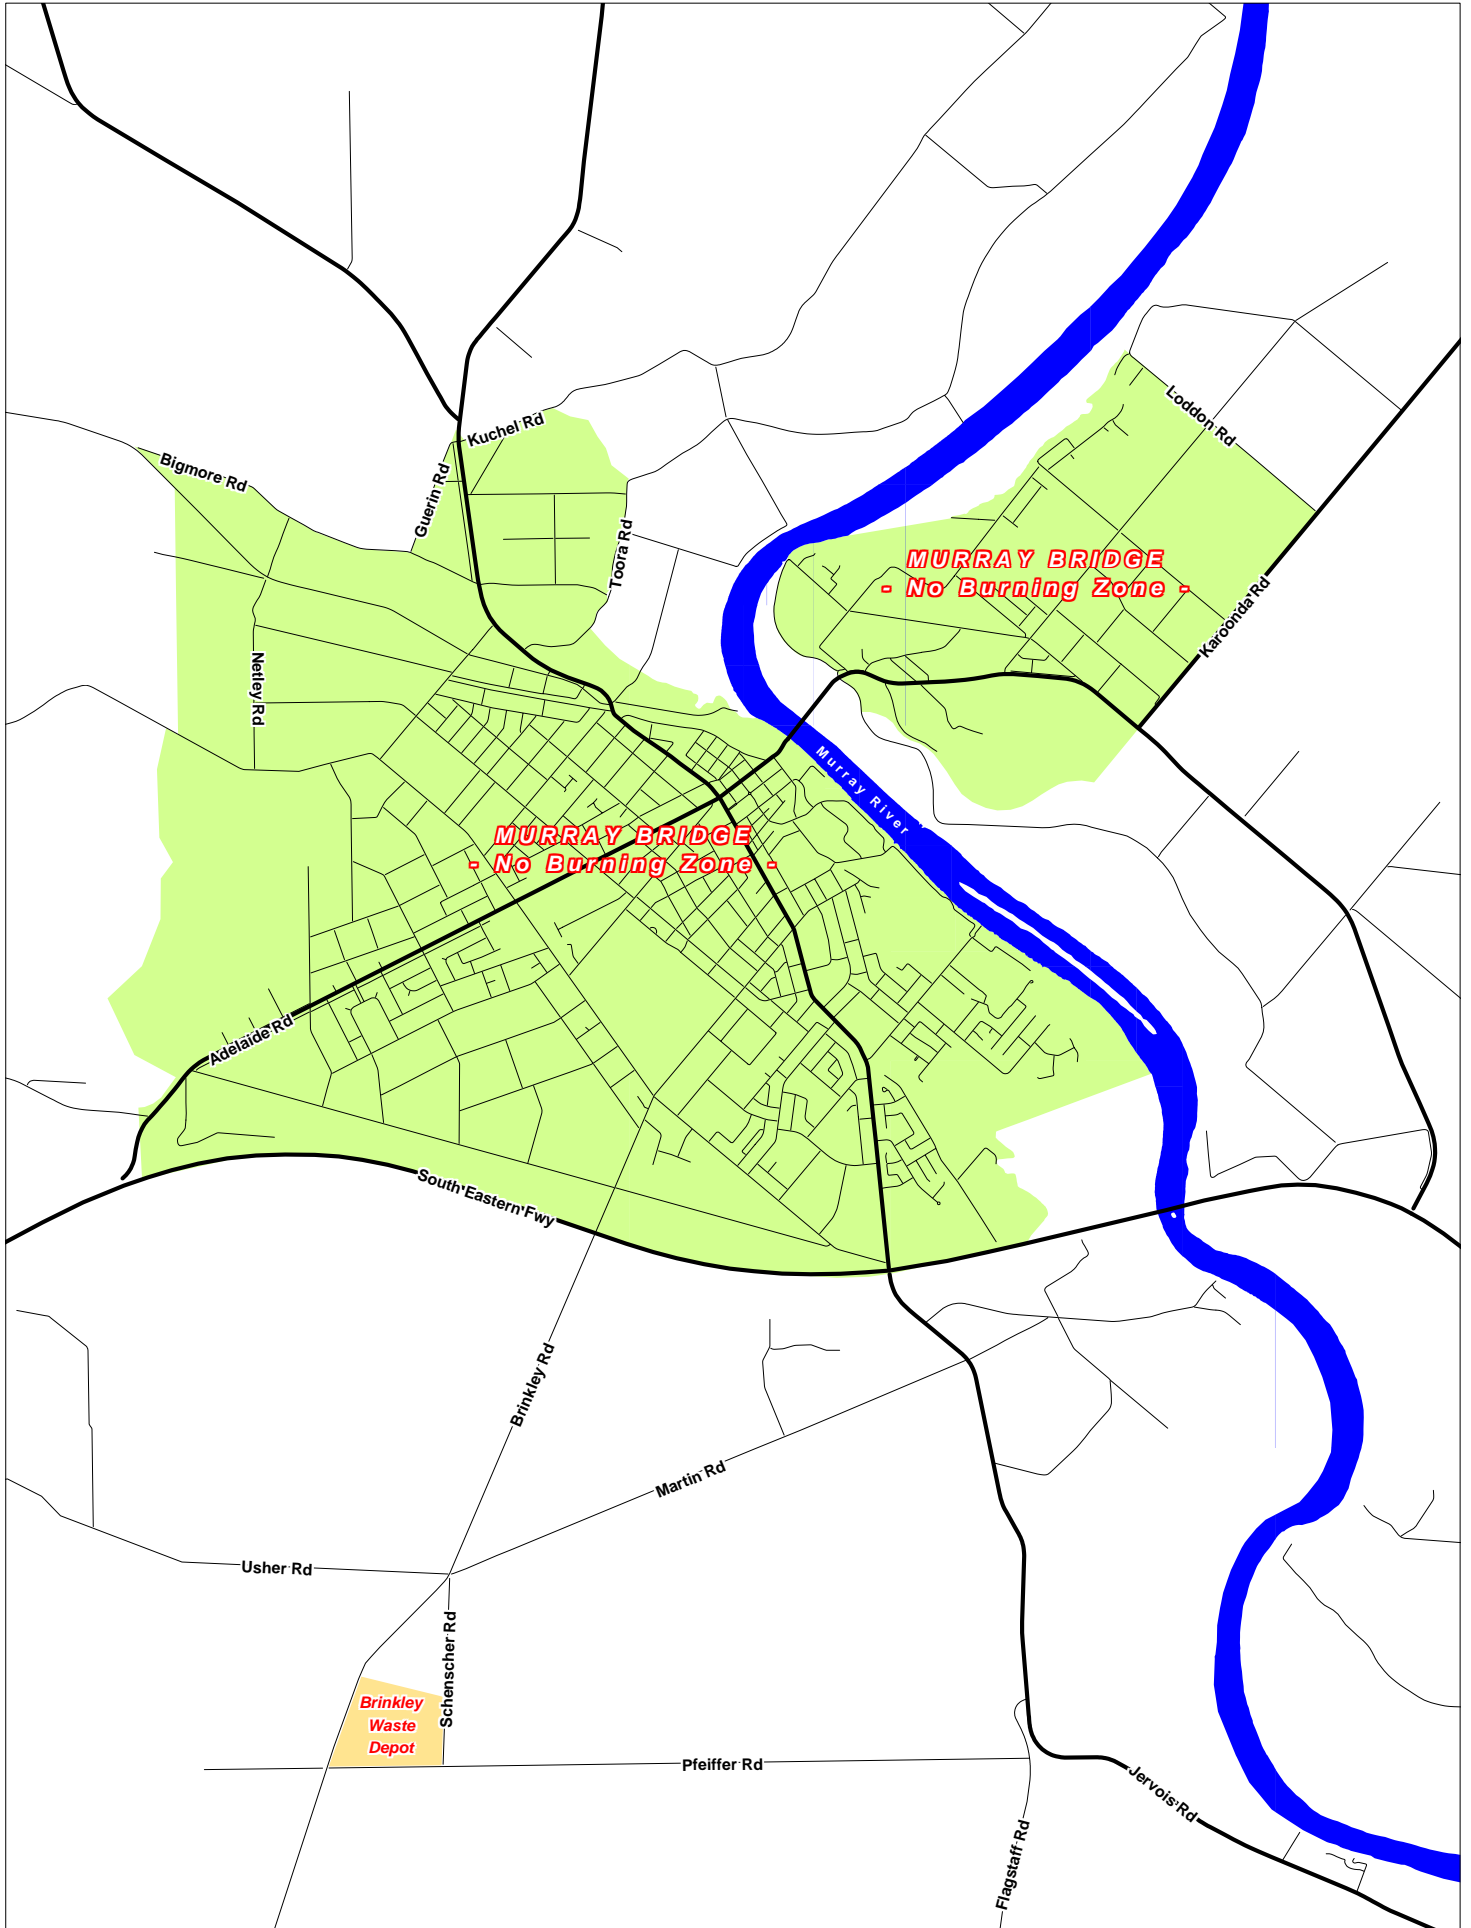 Loddon Rd
Kuchel Rd
Bigmore Rd
Guerin Rd
Toora Rd
MURRAY BRIDGE
- No Burning Zone -
Karoonda Rd
Netley Rd
Murray River
MURRAY BRIDGE
- No Burning Zone -
Adelaide Rd
South Eastern Fwy
Brinkley Rd
Martin Rd
Usher Rd
Schenscher Rd
Brinkley
Waste
Depot
Pfeiffer Rd
Jervois Rd
Flagstaff Rd